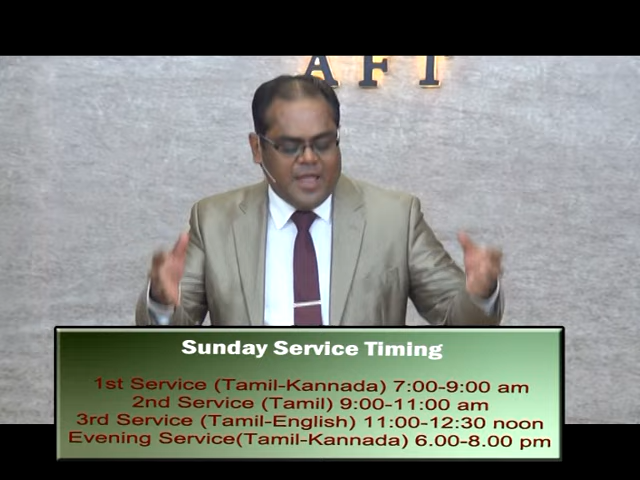 AFT
Sunday Service Timing
1st Service (Tamil-Kannada) 7:00-9:00 am
2nd Service (Tamil) 9:00-11:00 am
3rd Service (Tamil-English) 11:00-12:30 noon
Evening Service(Tamil-Kannada) 6.00-8.00 pm